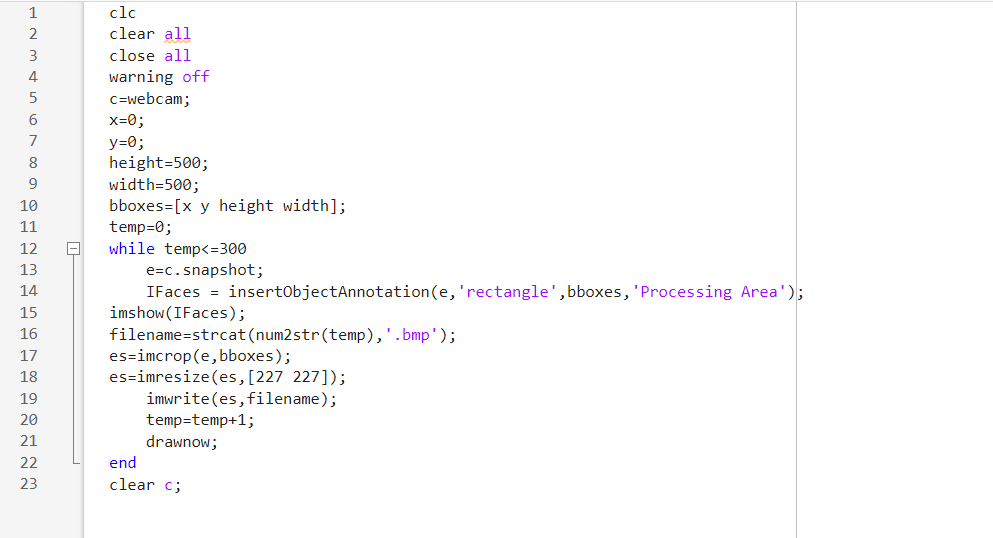 1 clc
2 clear all
3 close all
4 warning off
5 c=webcam;
6 x=0;
7 y=0;
8 height=500;
9 width=500;
10 bboxes=[x y height width];
11 temp=0;
12 while temp<=300
13 e=c.snapshot;
14 IFaces = insertObjectAnnotation(e,'rectangle',bboxes,'Processing Area');
15 imshow(IFaces);
16 filename=strcat(num2str(temp),'.bmp');
17 es=imcrop(e,bboxes);
18 es=imresize(es,[227 227]);
19 imwrite(es,filename);
20 temp=temp+1;
21 drawnow;
22 end
23 clear c;